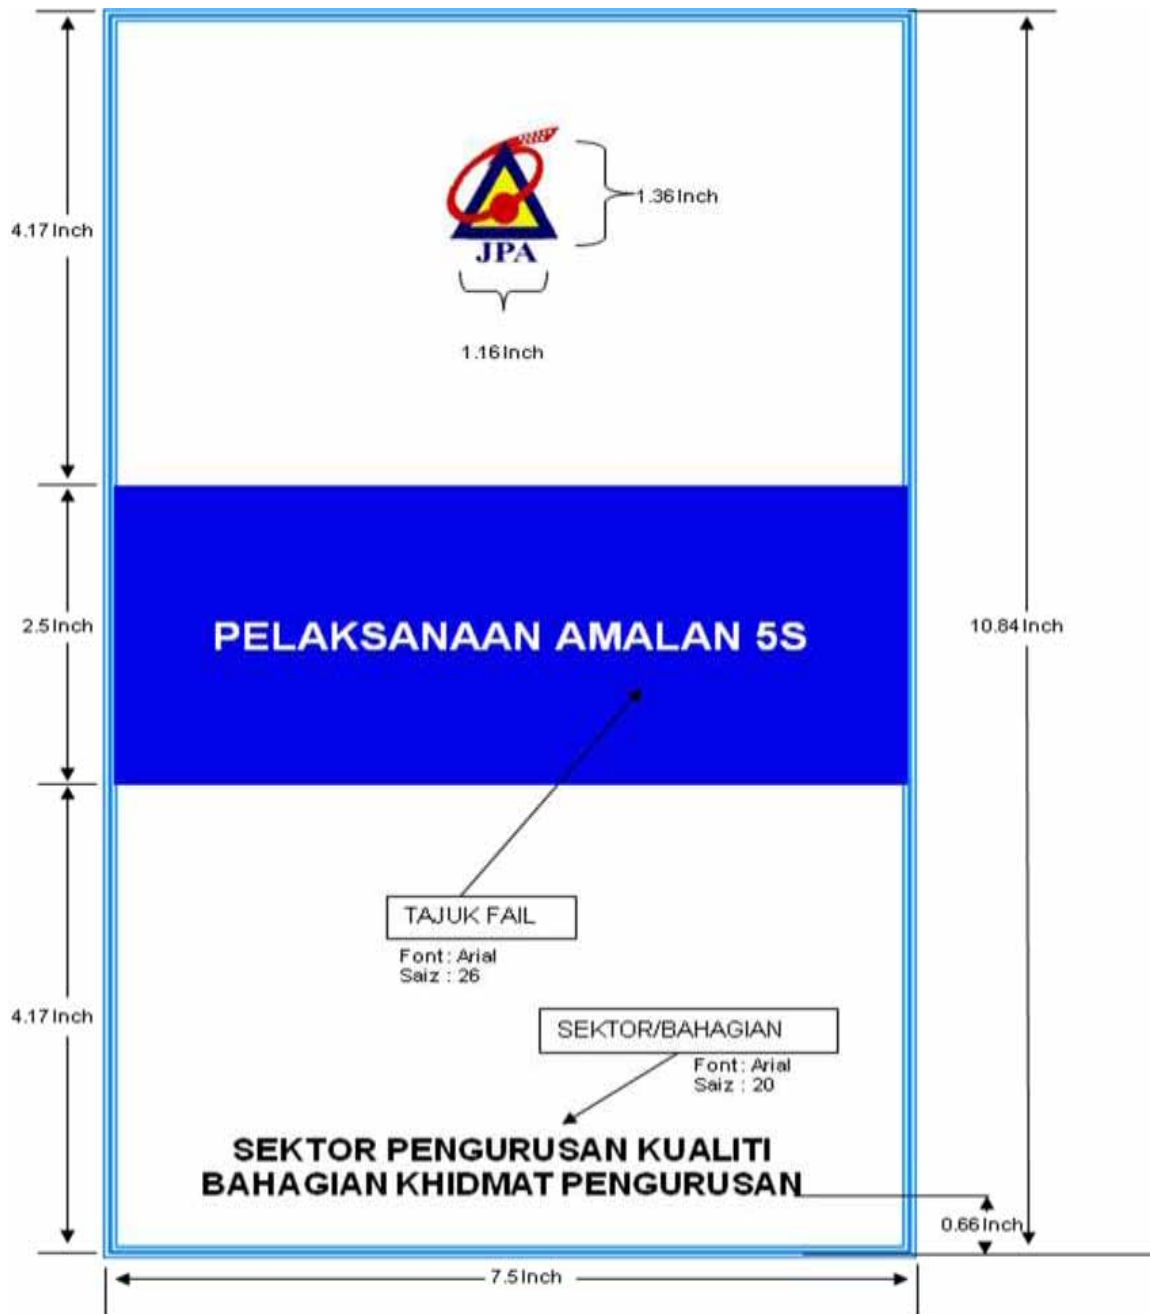 JPA
1.36 Inch
4.17 Inch
1.16 Inch
2.5 Inch
PELAKSANAAN AMALAN 5S
10.84 Inch
TAJUK FAIL
Font : Arial
Saiz : 26
4.17 Inch
SEKTOR/BAHAGIAN
Font : Arial
Saiz : 20
SEKTOR PENGURUSAN KUALITI
BAHAGIAN KHIDMAT PENGURUSAN
0.66 Inch
7.5 Inch